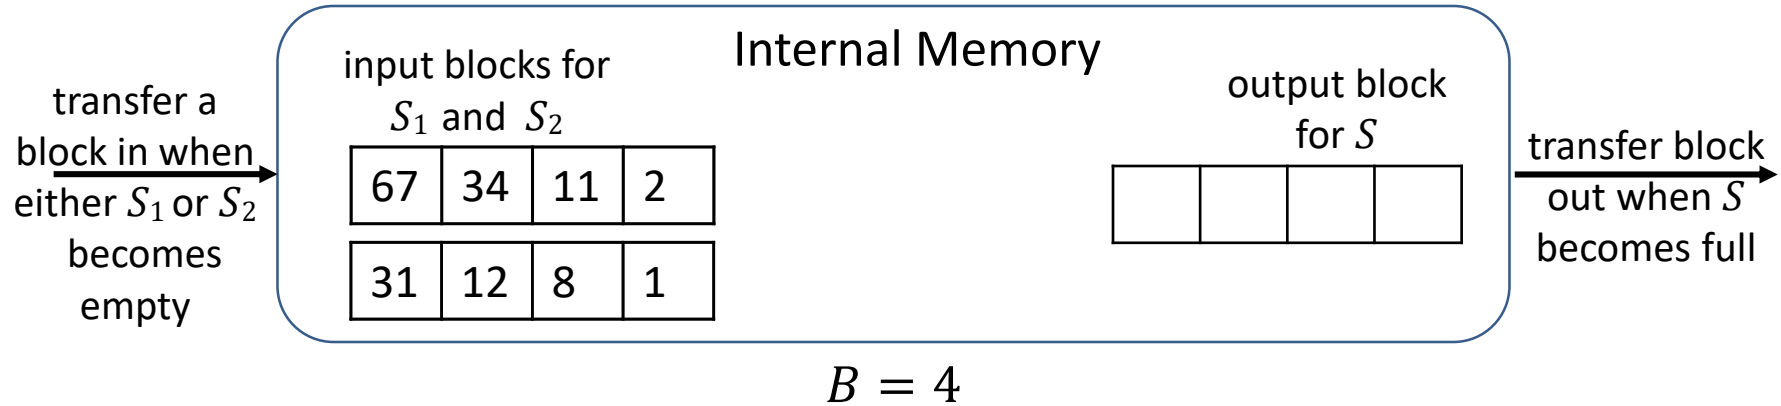 transfer a
block in when
either S₁ or S₂
becomes
empty
Internal Memory
input blocks for
S₁ and S₂
67 34 11 2
31 12 8 1
output block
for S
transfer block
out when S
becomes full
B = 4